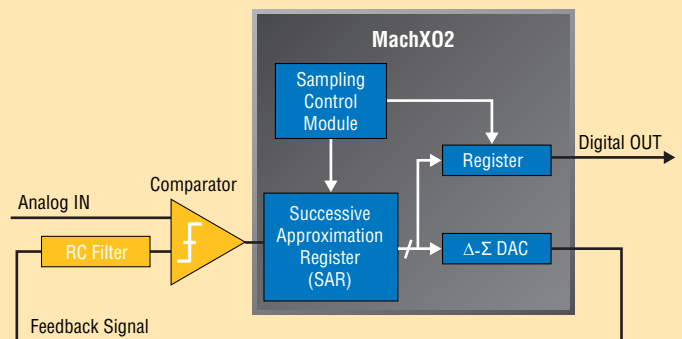 MachXO2
Sampling
Control
Module
Digital OUT
Register
Comparator
Analog IN
Successive
Approximation
Register
(SAR)
RC Filter
Δ-Σ DAC
Feedback Signal